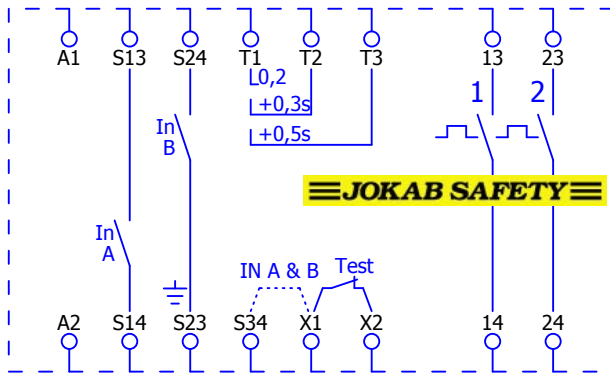 A1 S13 S24 T1 T2 T3 13 23
0,2
+0,3s
+0,5s
1 2
In
B
JOKAB SAFETY
In
A
IN A & B Test
A2 S14 S23 S34 X1 X2 14 24